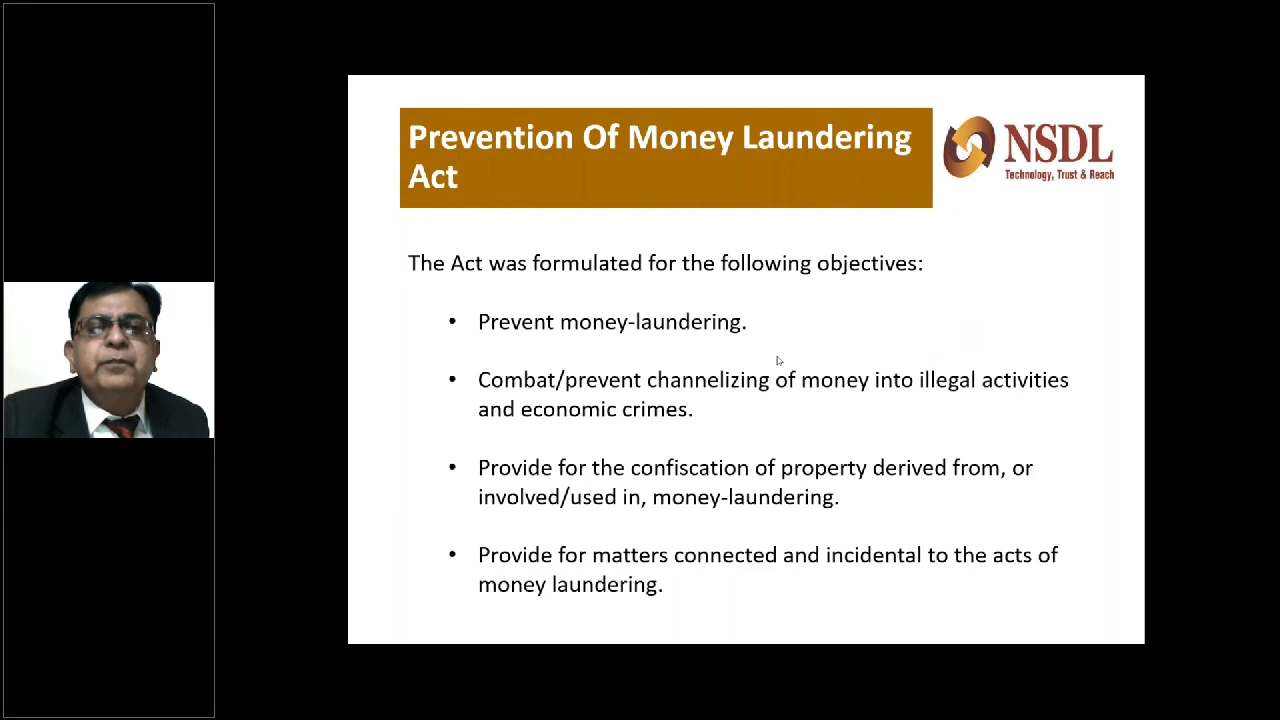 Prevention Of Money Laundering
Act
NSDL
Technology, Trust & Reach
The Act was formulated for the following objectives:
• Prevent money-laundering.
• Combat/prevent channelizing of money into illegal activities
and economic crimes.
• Provide for the confiscation of property derived from, or
involved/used in, money-laundering.
• Provide for matters connected and incidental to the acts of
money laundering.